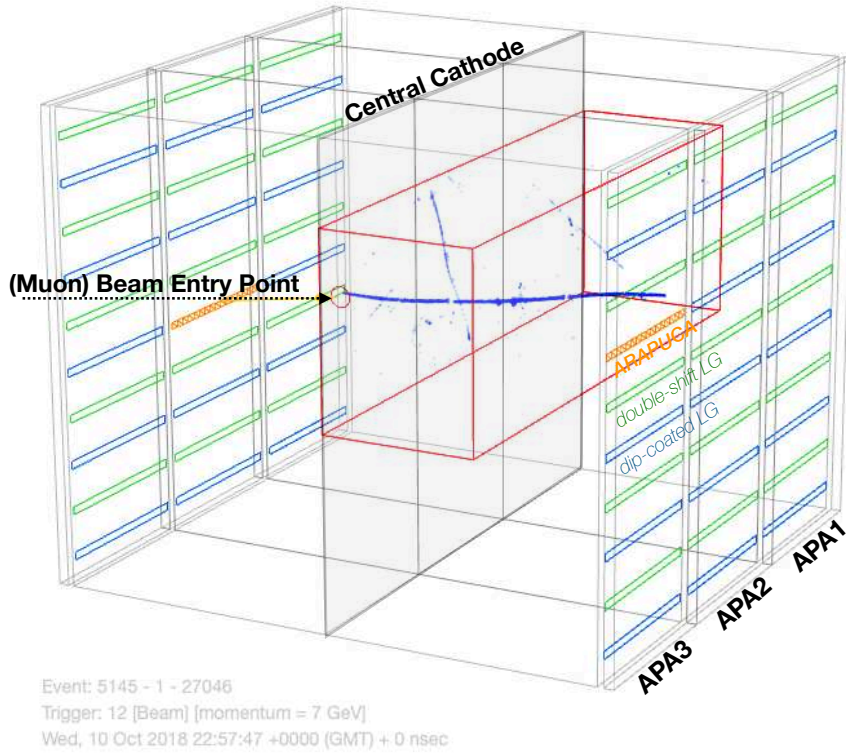 Central Cathode
(Muon) Beam Entry Point
ARAPUCA
double-shift LG
dip-coated LG
APA1
APA2
APA3
Event: 5145 - 1 - 27046
Trigger: 12 [Beam] [momentum = 7 GeV]
Wed, 10 Oct 2018 22:57:47 +0000 (GMT) + 0 nsec